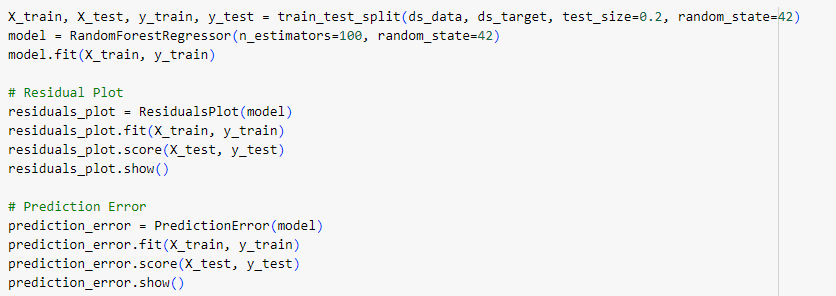 X_train, X_test, y_train, y_test = train_test_split(ds_data, ds_target, test_size=0.2, random_state=42)
model = RandomForestRegressor(n_estimators=100, random_state=42)
model.fit(X_train, y_train)
# Residual Plot
residuals_plot = ResidualsPlot(model)
residuals_plot.fit(X_train, y_train)
residuals_plot.score(X_test, y_test)
residuals_plot.show()
# Prediction Error
prediction_error = PredictionError(model)
prediction_error.fit(X_train, y_train)
prediction_error.score(X_test, y_test)
prediction_error.show()